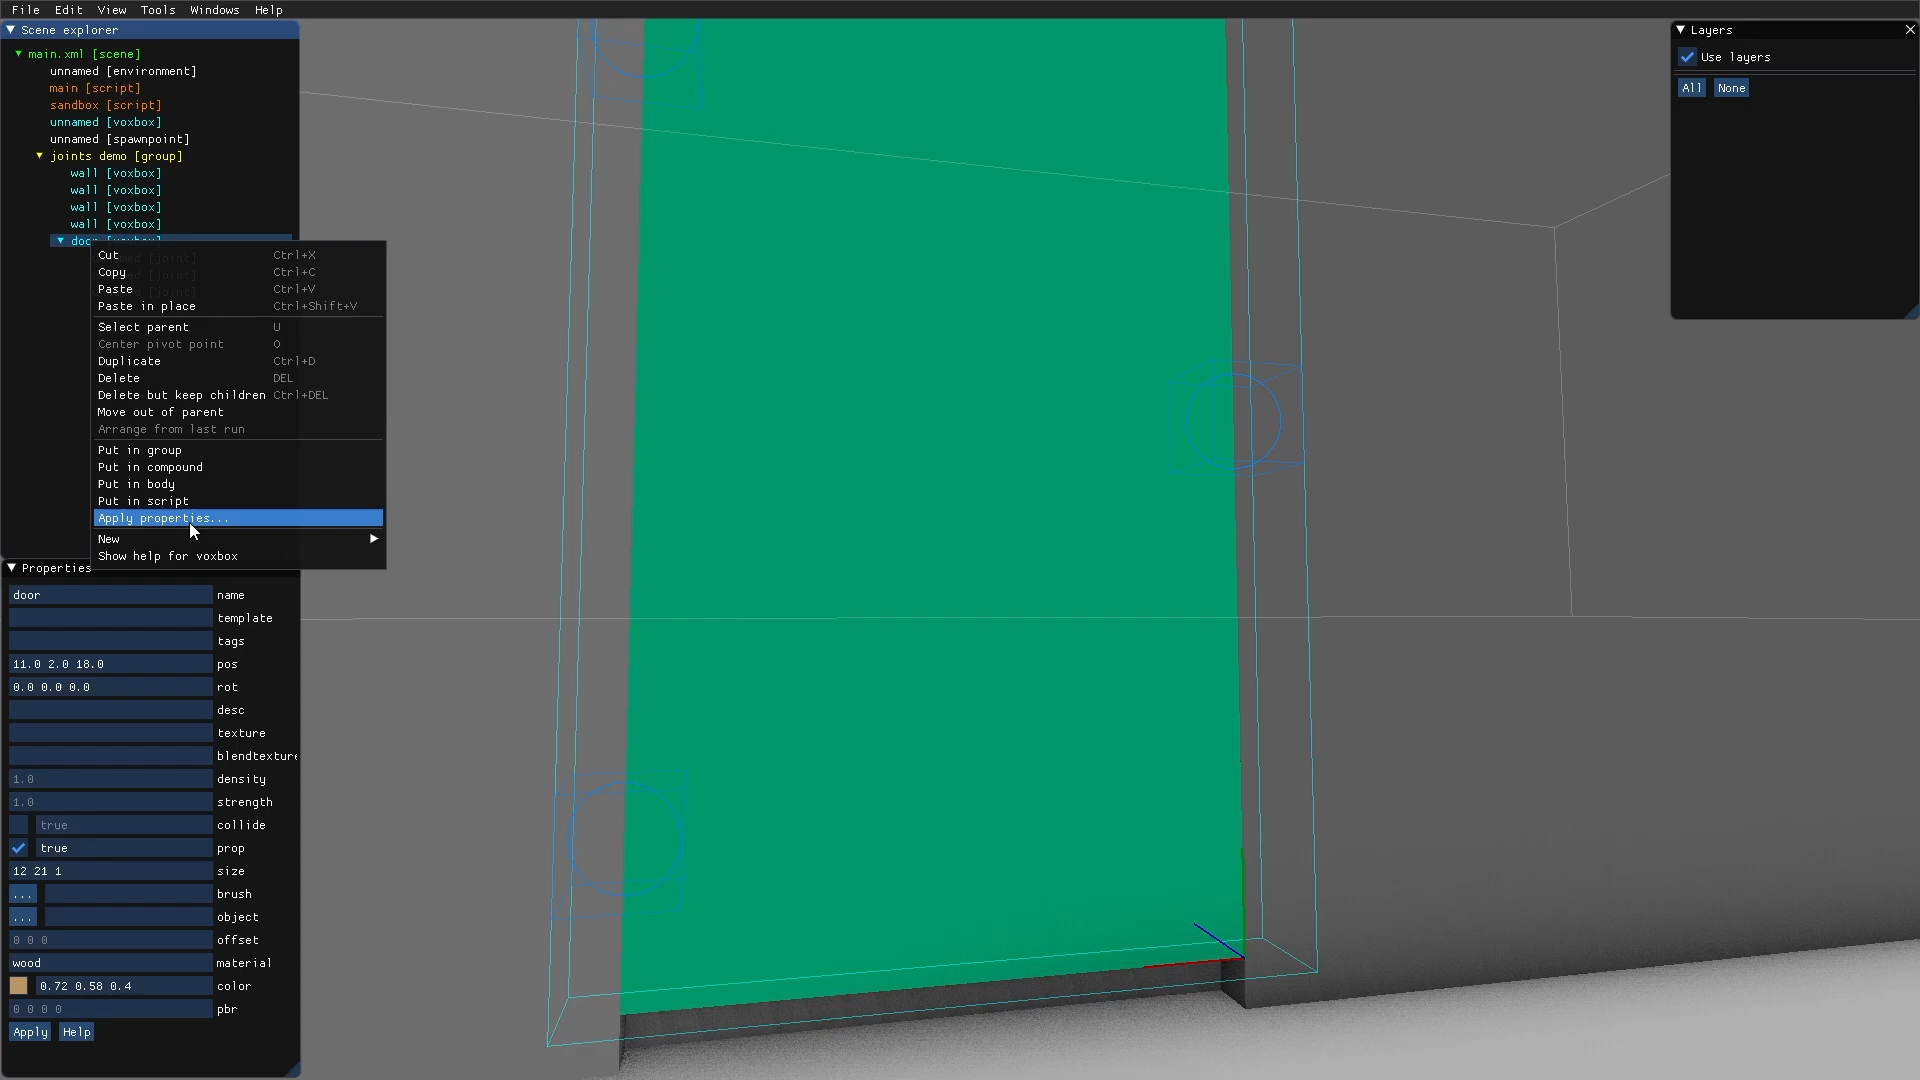 File Edit View Tools Windows Help
Scene explorer
main.xml [scene]
unnamed [environment]
main [script]
sandbox [script]
unnamed [voxbox]
unnamed [spawnpoint]
joints demo [group]
wall [voxbox]
wall [voxbox]
wall [voxbox]
wall [voxbox]
door [voxbox]
Cut Ctrl+X
Copy Ctrl+C
Paste Ctrl+V
Paste in place Ctrl+Shift+V
Select parent U
Center pivot point O
Duplicate Ctrl+D
Delete DEL
Delete but keep children Ctrl+DEL
Move out of parent
Arrange from last run
Put in group
Put in compound
Put in body
Put in script
Apply properties...
New
Show help for voxbox
Properties
door name
template
tags
11.0 2.0 18.0 pos
0.0 0.0 0.0 rot
desc
texture
blendtexture
1.0 density
1.0 strength
true collide
true prop
12 21 1 size
... brush
... object
0 0 0 offset
wood material
0.72 0.58 0.4 color
0 0 0 0 pbr
Apply Help
Layers
Use layers
All None